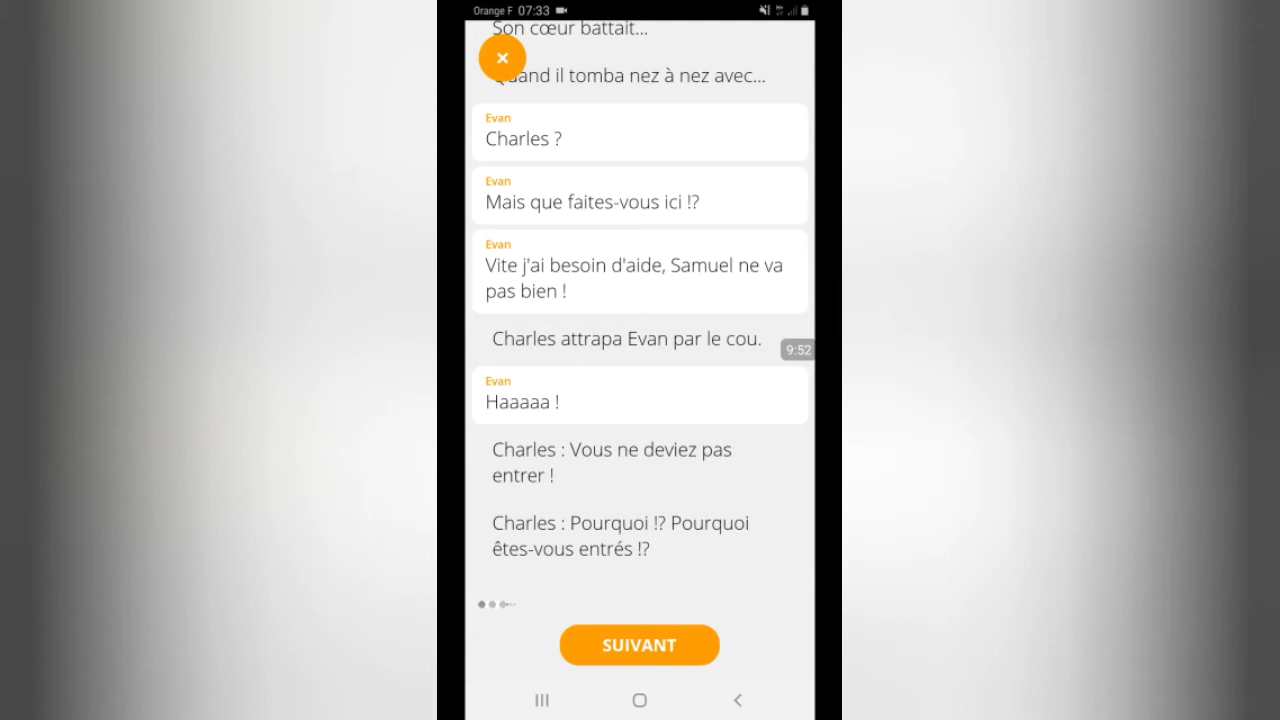 Orange F 07:33
Son cœur battait...
Quand il tomba nez à nez avec...
Evan
Charles ?
Evan
Mais que faites-vous ici !?
Evan
Vite j'ai besoin d'aide, Samuel ne va
pas bien !
Charles attrapa Evan par le cou.
9:52
Evan
Haaaaa !
Charles : Vous ne deviez pas
entrer !
Charles : Pourquoi !? Pourquoi
êtes-vous entrés !?
SUIVANT